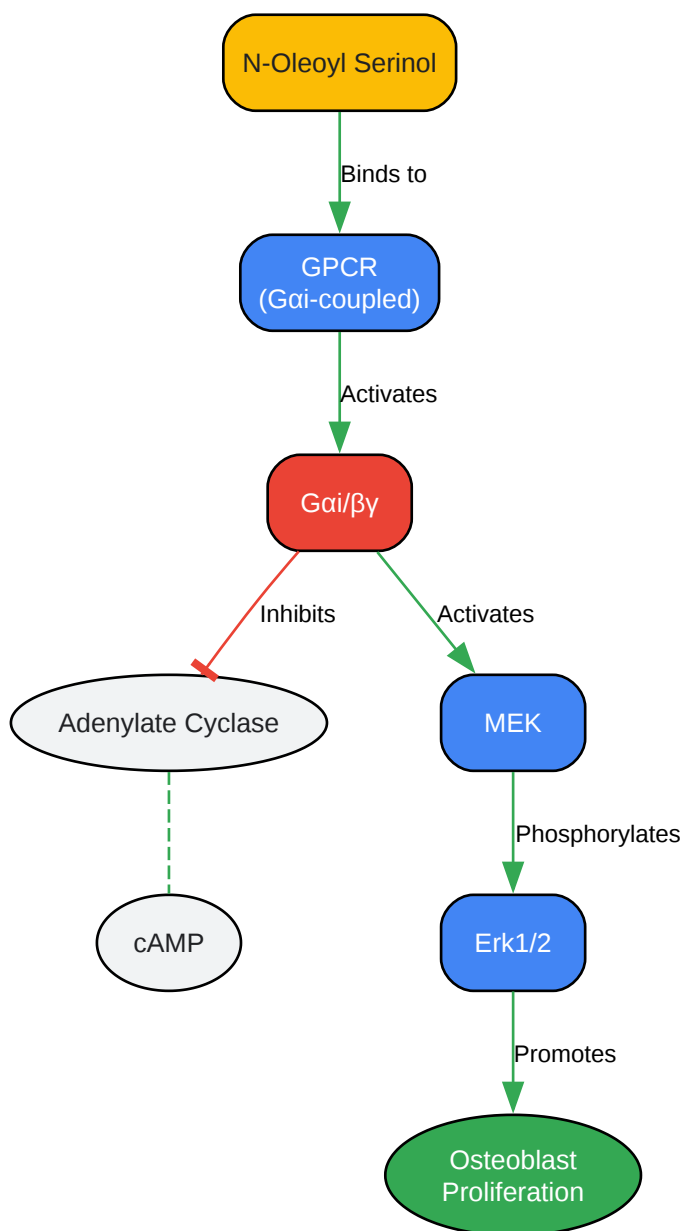 N-Oleoyl Serinol
Binds to
GPCR
(Gαi-coupled)
Activates
Gαi/βγ
Inhibits
Activates
Adenylate Cyclase
MEK
Phosphorylates
cAMP
Erk1/2
Promotes
Osteoblast
Proliferation